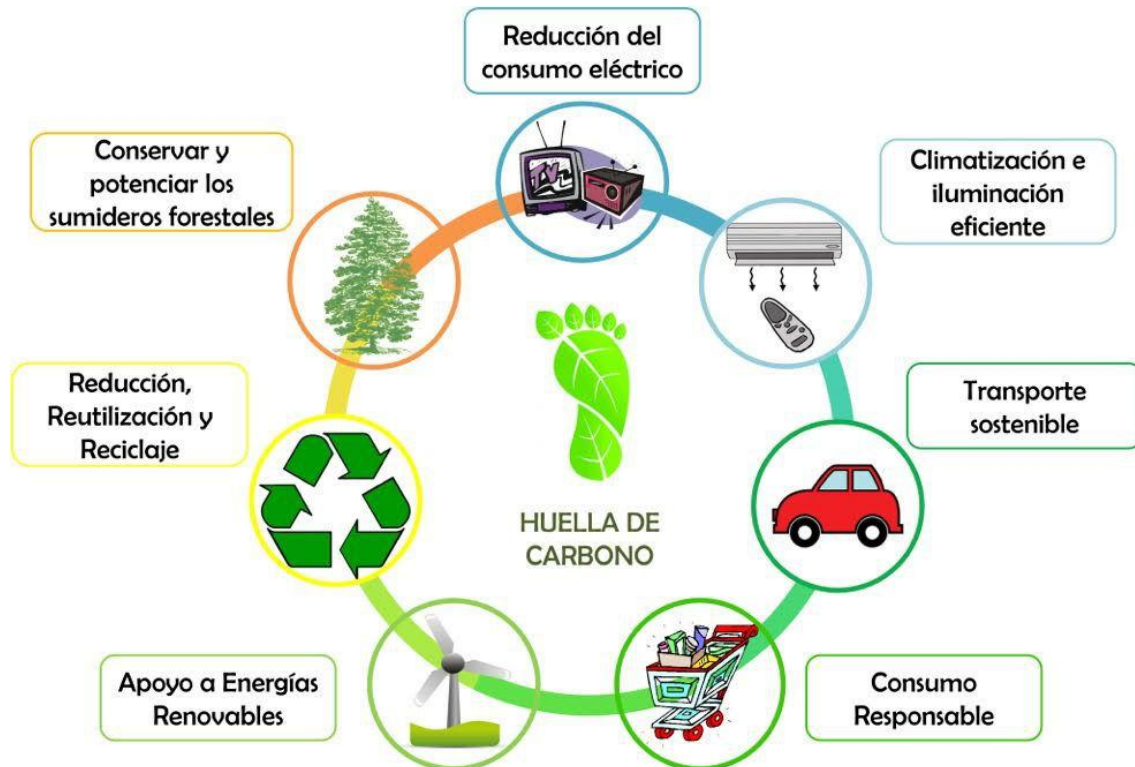 Reducción del
consumo eléctrico
Conservar y
potenciar los
sumideros forestales
Climatización e
iluminación
eficiente
TV
Reducción,
Reutilización y
Reciclaje
Transporte
sostenible
HUELLA DE
CARBONO
Apoyo a Energías
Renovables
Consumo
Responsable